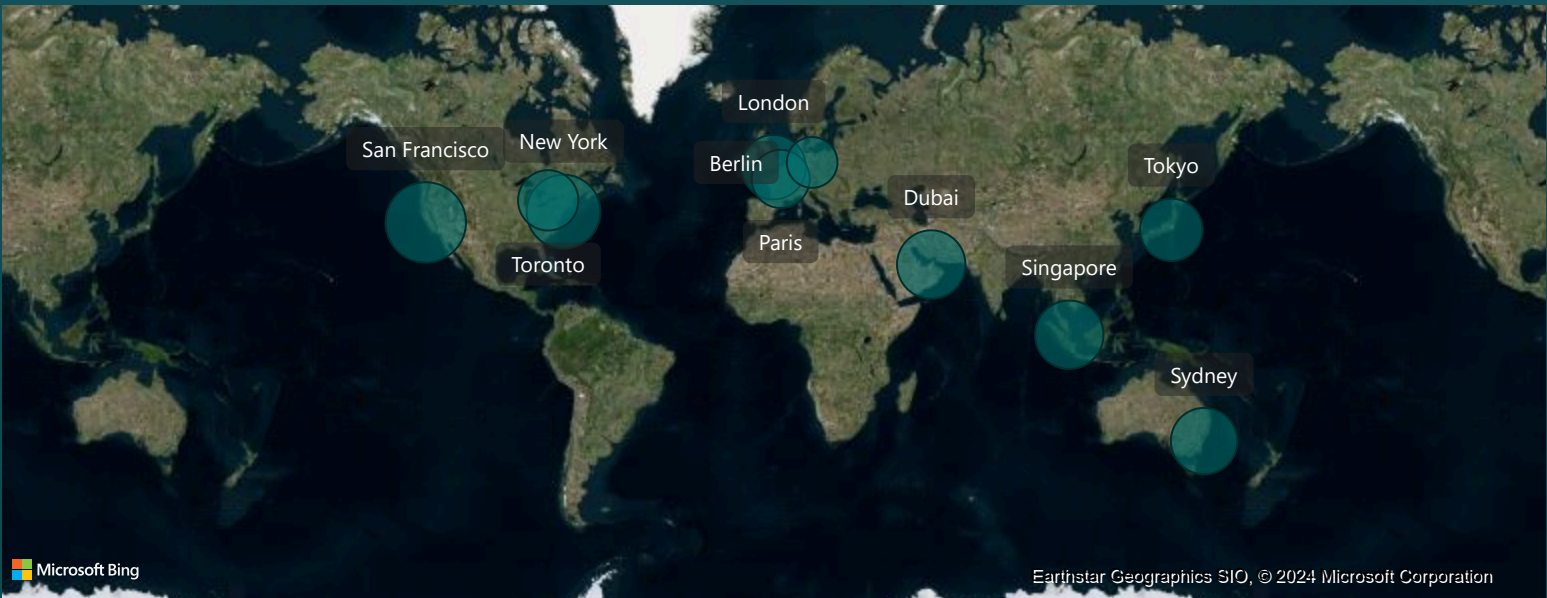 London
New York
San Francisco
Berlin
Tokyo
Dubai
Paris
Toronto
Singapore
Sydney
Microsoft Bing
Earthstar Geographics SIO, © 2024 Microsoft Corporation